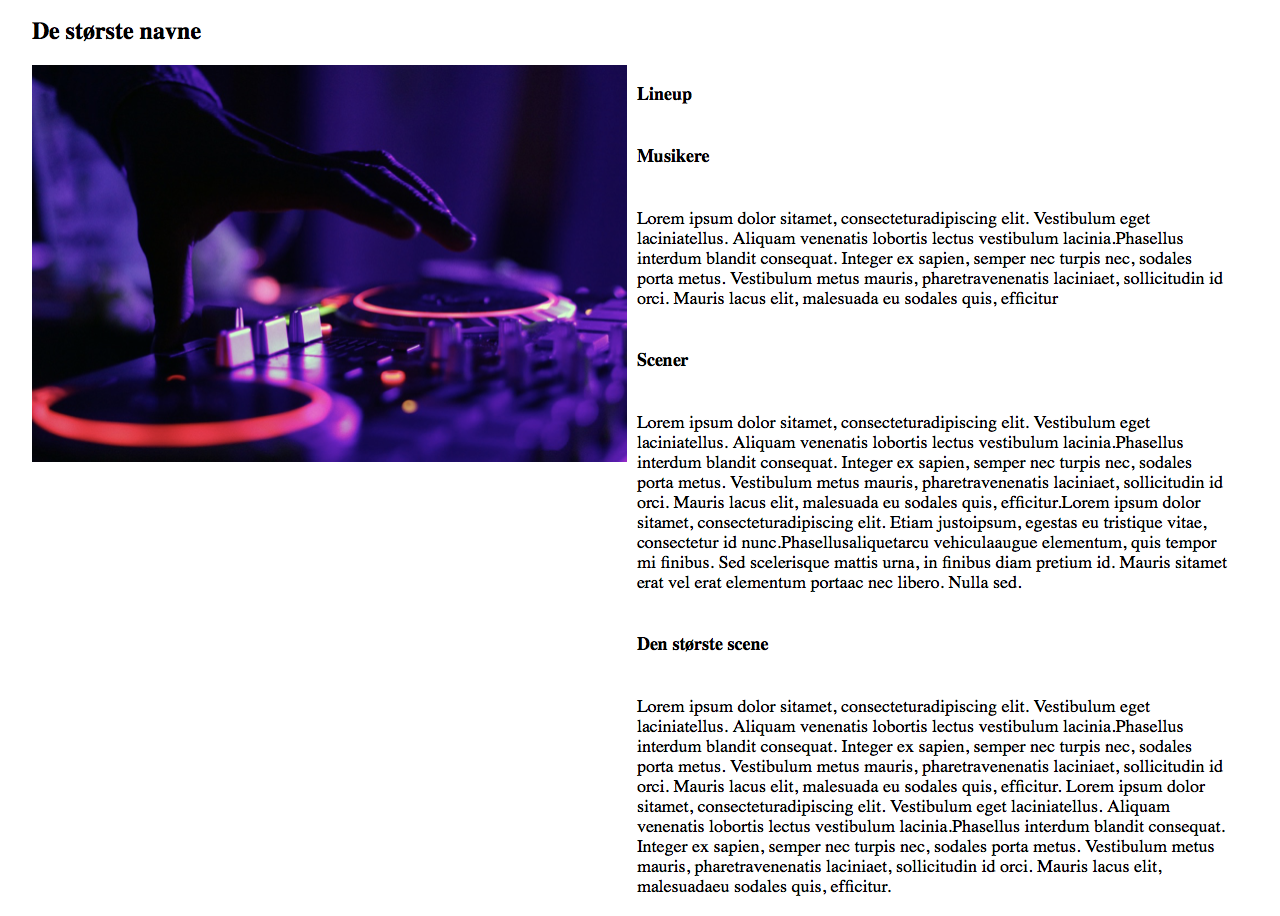 De største navne
Lineup
Musikere
Lorem ipsum dolor sitamet, consecteturadipiscing elit. Vestibulum eget
laciniatellus. Aliquam venenatis lobortis lectus vestibulum lacinia.Phasellus
interdum blandit consequat. Integer ex sapien, semper nec turpis nec, sodales
porta metus. Vestibulum metus mauris, pharetravenenatis laciniaet, sollicitudin id
orci. Mauris lacus elit, malesuada eu sodales quis, efficitur
Scener
Lorem ipsum dolor sitamet, consecteturadipiscing elit. Vestibulum eget
laciniatellus. Aliquam venenatis lobortis lectus vestibulum lacinia.Phasellus
interdum blandit consequat. Integer ex sapien, semper nec turpis nec, sodales
porta metus. Vestibulum metus mauris, pharetravenenatis laciniaet, sollicitudin id
orci. Mauris lacus elit, malesuada eu sodales quis, efficitur.Lorem ipsum dolor
sitamet, consecteturadipiscing elit. Etiam justoipsum, egestas eu tristique vitae,
consectetur id nunc.Phasellusaliquetarcu vehiculaaugue elementum, quis tempor
mi finibus. Sed scelerisque mattis urna, in finibus diam pretium id. Mauris sitamet
erat vel erat elementum portaac nec libero. Nulla sed.
Den største scene
Lorem ipsum dolor sitamet, consecteturadipiscing elit. Vestibulum eget
laciniatellus. Aliquam venenatis lobortis lectus vestibulum lacinia.Phasellus
interdum blandit consequat. Integer ex sapien, semper nec turpis nec, sodales
porta metus. Vestibulum metus mauris, pharetravenenatis laciniaet, sollicitudin id
orci. Mauris lacus elit, malesuada eu sodales quis, efficitur. Lorem ipsum dolor
sitamet, consecteturadipiscing elit. Vestibulum eget laciniatellus. Aliquam
venenatis lobortis lectus vestibulum lacinia.Phasellus interdum blandit consequat.
Integer ex sapien, semper nec turpis nec, sodales porta metus. Vestibulum metus
mauris, pharetravenenatis laciniaet, sollicitudin id orci. Mauris lacus elit,
malesuadaeu sodales quis, efficitur.